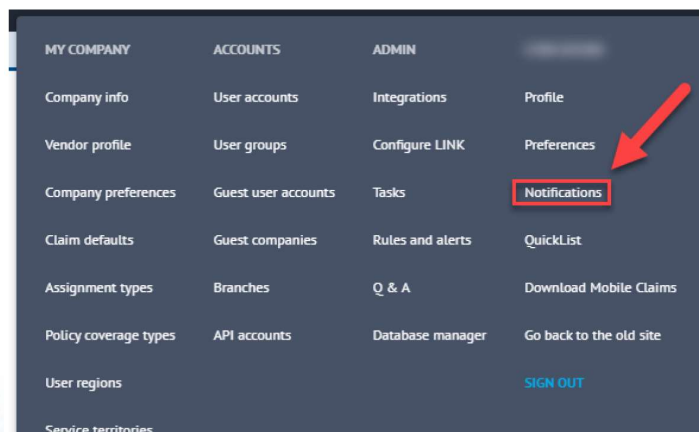 MY COMPANY
Company info
Vendor profile
Company preferences
Claim defaults
Assignment types
Policy coverage types
User regions
Service territories
ACCOUNTS
User accounts
User groups
Guest user accounts
Guest companies
Branches
API accounts
ADMIN
Integrations
Configure LINK
Tasks
Rules and alerts
Q & A
Database manager
Profile
Preferences
Notifications
QuickList
Download Mobile Claims
Go back to the old site
SIGN OUT